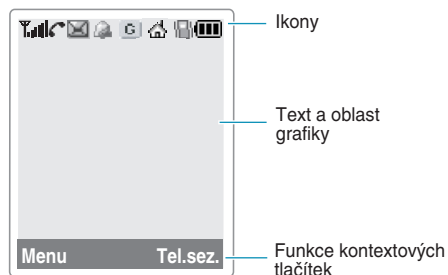 G
Ikony
Text a oblast
grafiky
Menu
Tel.sez.
Funkce kontextových
tlačítek